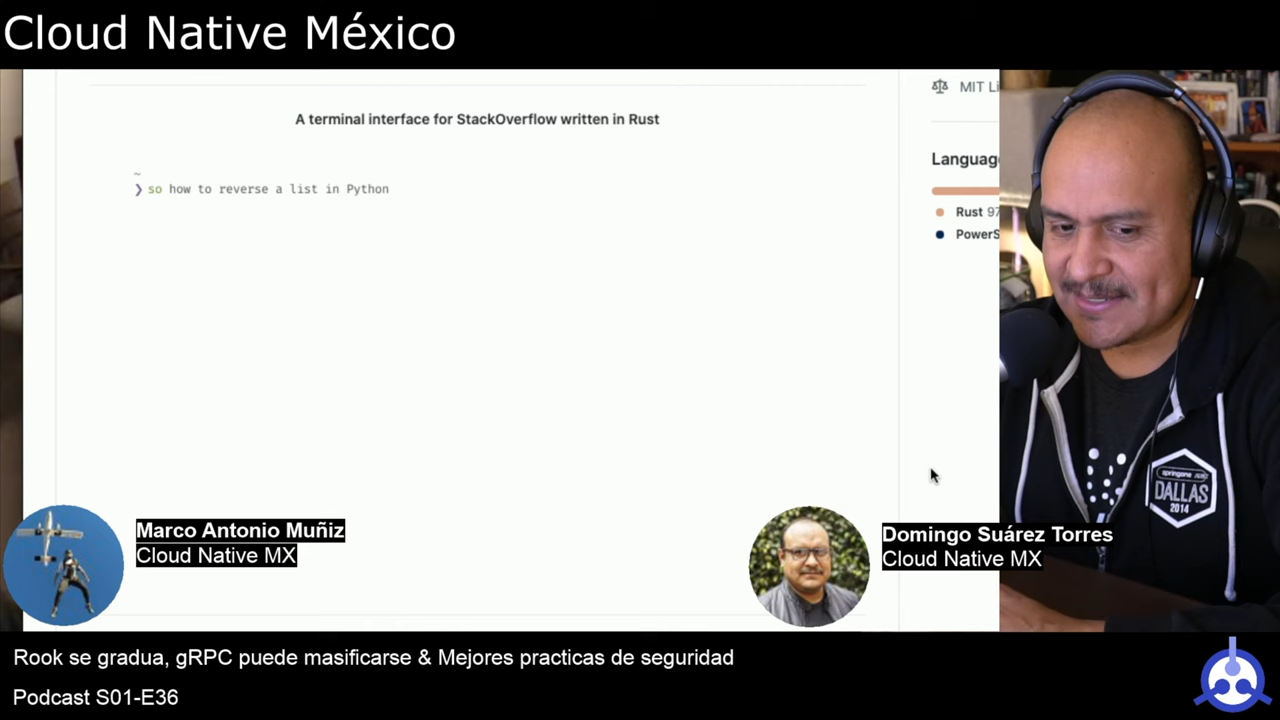 Cloud Native México
MIT Li
A terminal interface for StackOverflow written in Rust
Languag
~
❯ so how to reverse a list in Python
Rust 97
PowerS
springone
DALLAS
2014
Marco Antonio Muñiz
Cloud Native MX
Domingo Suárez Torres
Cloud Native MX
Rook se gradua, gRPC puede masificarse & Mejores practicas de seguridad
Podcast S01-E36